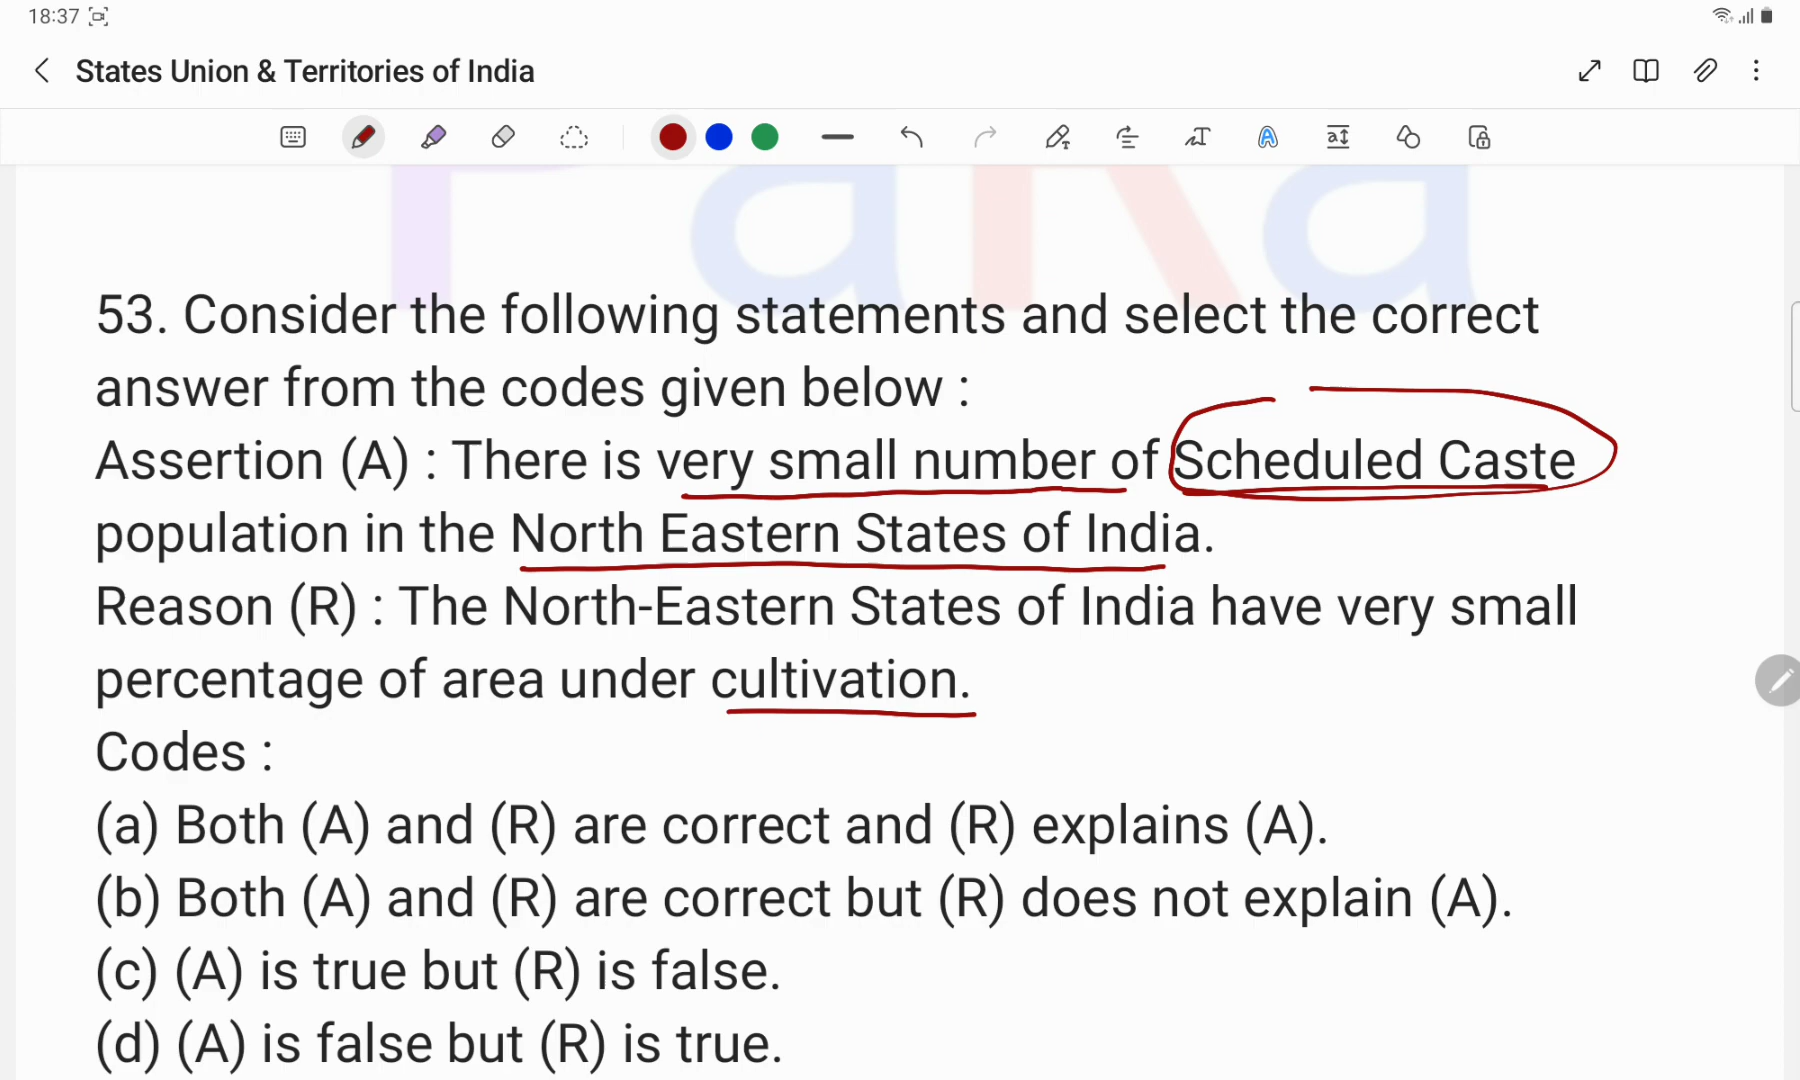 18:37
States Union & Territories of India
PaRa
53. Consider the following statements and select the correct
answer from the codes given below :
Assertion (A) : There is very small number of Scheduled Caste
population in the North Eastern States of India.
Reason (R) : The North-Eastern States of India have very small
percentage of area under cultivation.
Codes :
(a) Both (A) and (R) are correct and (R) explains (A).
(b) Both (A) and (R) are correct but (R) does not explain (A).
(c) (A) is true but (R) is false.
(d) (A) is false but (R) is true.